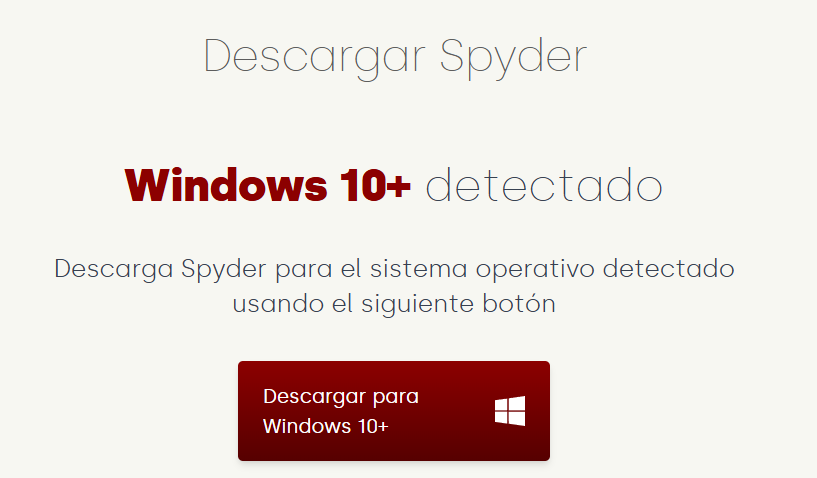 Descargar Spyder
Windows 10+ detectado
Descarga Spyder para el sistema operativo detectado
usando el siguiente botón
Descargar para
Windows 10+